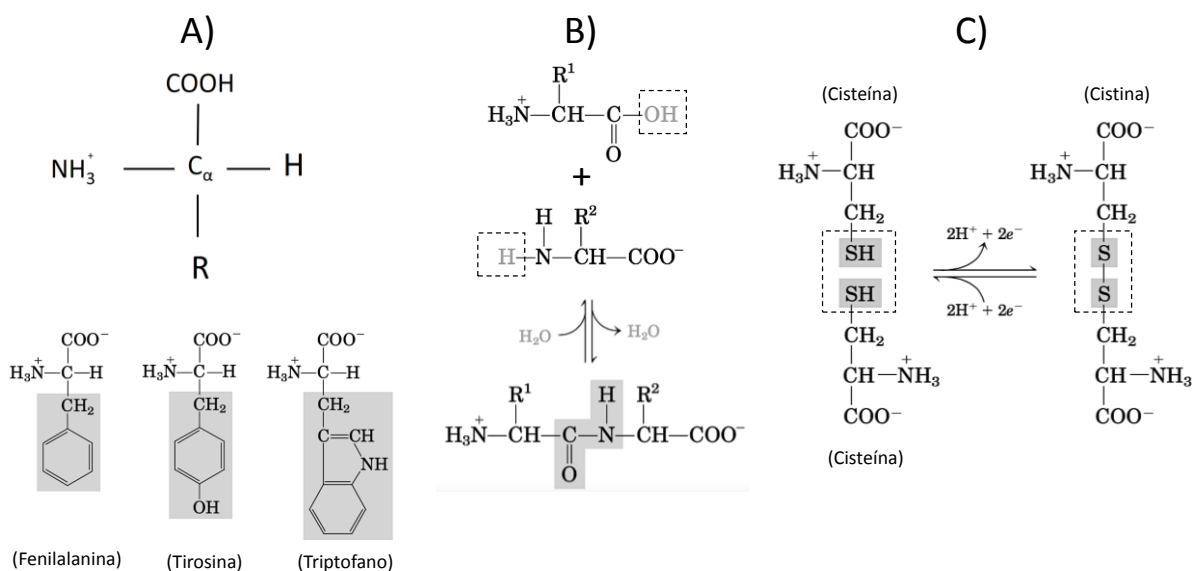 A)
COOH
NH₃⁺ — Cα — H
R
COO⁻
H₃N⁺—C—H
CH₂
(Fenilalanina)
COO⁻
H₃N⁺—C—H
CH₂
OH
(Tirosina)
COO⁻
H₃N⁺—C—H
CH₂
C=CH
NH
(Triptofano)
B)
R¹
H₃N⁺—CH—C—OH
O
+
H R²
H—N—CH—COO⁻
H₂O H₂O
R¹ H R²
H₃N⁺—CH—C—N—CH—COO⁻
O
C)
(Cisteína)
COO⁻
H₃N⁺—CH
CH₂
SH
SH
CH₂
CH—N⁺H₃
COO⁻
(Cisteína)
2H⁺ + 2e⁻
2H⁺ + 2e⁻
(Cistina)
COO⁻
H₃N⁺—CH
CH₂
S
S
CH₂
CH—N⁺H₃
COO⁻